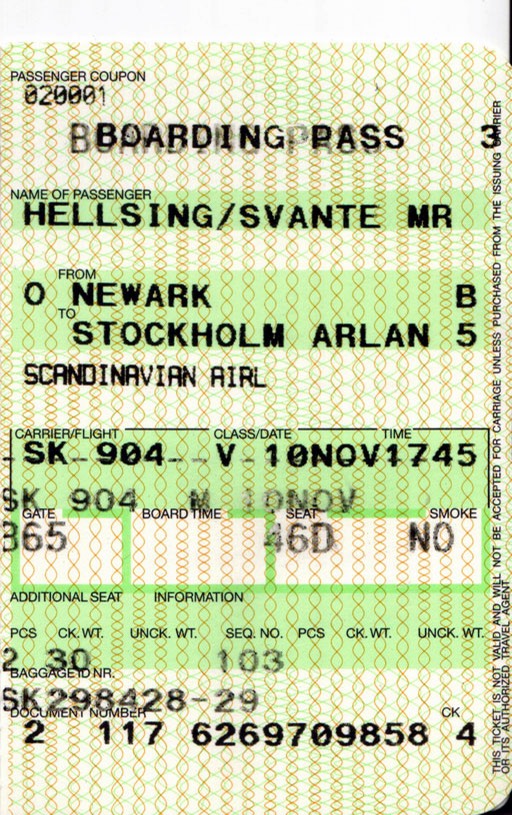 PASSENGER COUPON
020001
BOARDING PASS 3
NAME OF PASSENGER
HELLSING/SVANTE MR
FROM
O NEWARK B
TO
STOCKHOLM ARLAN 5
SCANDINAVIAN AIRL
CARRIER/FLIGHT CLASS/DATE TIME
SK 904 V 10NOV1745
SK 904 M 10NOV
GATE BOARD TIME SEAT SMOKE
B65 46D NO
ADDITIONAL SEAT INFORMATION
PCS CK. WT. UNCK. WT. SEQ. NO. PCS CK. WT. UNCK. WT.
2 30 103
BAGGAGE ID NR.
SK298428-29
DOCUMENT NUMBER CK
2 117 6269709858 4
THIS TICKET IS NOT VALID AND WILL NOT BE ACCEPTED FOR CARRIAGE UNLESS PURCHASED FROM THE ISSUING CARRIER
OR ITS AUTHORIZED TRAVEL AGENT